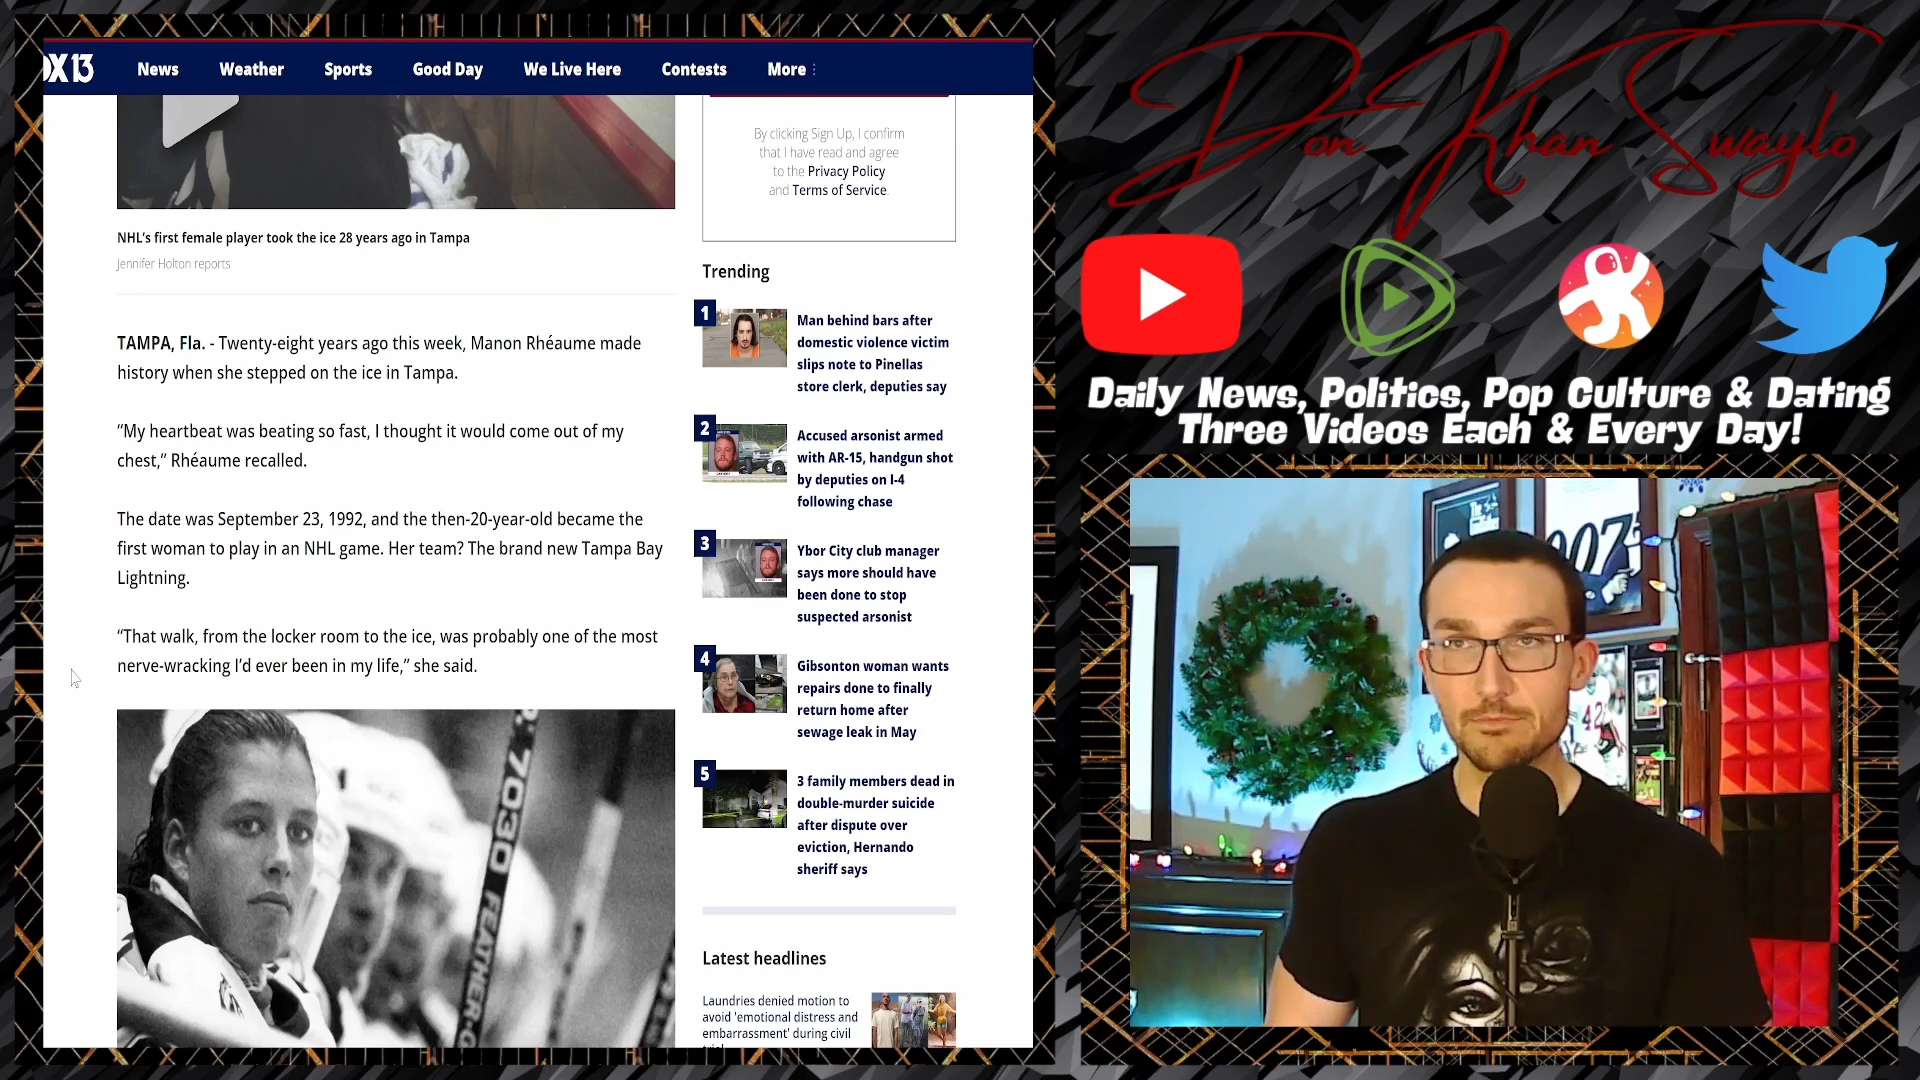 OX 13
News
Weather
Sports
Good Day
We Live Here
Contests
More
By clicking Sign Up, I confirm
that I have read and agree
to the Privacy Policy
and Terms of Service.
NHL's first female player took the ice 28 years ago in Tampa
Jennifer Holton reports
TAMPA, Fla. - Twenty-eight years ago this week, Manon Rhéaume made
history when she stepped on the ice in Tampa.
“My heartbeat was beating so fast, I thought it would come out of my
chest,” Rhéaume recalled.
The date was September 23, 1992, and the then-20-year-old became the
first woman to play in an NHL game. Her team? The brand new Tampa Bay
Lightning.
“That walk, from the locker room to the ice, was probably one of the most
nerve-wracking I’d ever been in my life,” she said.
7030 FEATHER-
Trending
1
Man behind bars after
domestic violence victim
slips note to Pinellas
store clerk, deputies say
2
Accused arsonist armed
with AR-15, handgun shot
by deputies on I-4
following chase
3
Ybor City club manager
says more should have
been done to stop
suspected arsonist
4
Gibsonton woman wants
repairs done to finally
return home after
sewage leak in May
5
3 family members dead in
double-murder suicide
after dispute over
eviction, Hernando
sheriff says
Latest headlines
Laundries denied motion to
avoid 'emotional distress and
embarrassment' during civil
Don Khan Swaylo
Daily News, Politics, Pop Culture & Dating
Three Videos Each & Every Day!
007
42